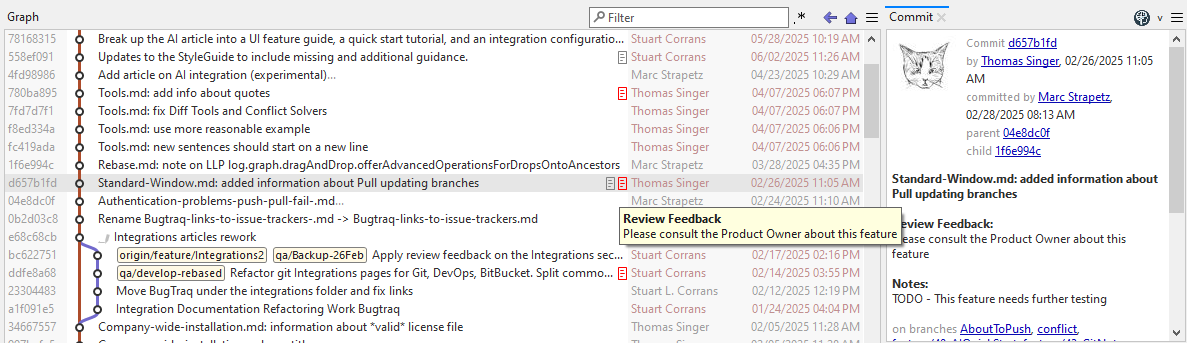 Graph
Filter
.*
Commit
78168315 Break up the AI article into a UI feature guide, a quick start tutorial, and an integration configuratio... Stuart Corrans 05/28/2025 10:19 AM
558ef091 Updates to the StyleGuide to include missing and additional guidance. Stuart Corrans 06/02/2025 11:26 AM
4fd98986 Add article on AI integration (experimental)... Marc Strapetz 04/23/2025 10:29 AM
780ba895 Tools.md: add info about quotes Thomas Singer 04/07/2025 06:07 PM
7fd7d7f1 Tools.md: fix Diff Tools and Conflict Solvers Thomas Singer 04/07/2025 06:07 PM
f8ed334a Tools.md: use more reasonable example Thomas Singer 04/07/2025 06:06 PM
fc419ada Tools.md: new sentences should start on a new line Thomas Singer 04/07/2025 06:06 PM
1f6e994c Rebase.md: note on LLP log.graph.dragAndDrop.offerAdvancedOperationsForDropsOntoAncestors Marc Strapetz 03/28/2025 04:35 PM
d657b1fd Standard-Window.md: added information about Pull updating branches Thomas Singer 02/26/2025 11:05 AM
04e8dc0f Authentication-problems-push-pull-fail-.md... Marc Strapetz 02/24/2025 11:10 AM
0b2d03c8 Rename Bugtraq-links-to-issue-trackers-.md -> Bugtraq-links-to-issue-trackers.md
e68c68cb Integrations articles rework
Review Feedback
Please consult the Product Owner about this feature
bc622751 origin/feature/Integrations2 qa/Backup-26Feb Apply review feedback on the Integrations sec... Stuart L. Corrans 02/17/2025 02:16 PM
ddfe8a68 qa/develop-rebased Refactor git Integrations pages for Git, DevOps, BitBucket. Split commo... Stuart L. Corrans 02/14/2025 03:55 PM
23304483 Move BugTraq under the integrations folder and fix links Stuart L. Corrans 02/12/2025 12:19 PM
a1f091e5 Integration Documentation Refactoring Work Bugtraq Stuart L. Corrans 01/24/2025 04:04 PM
34667557 Company-wide-installation.md: information about *valid* license file Thomas Singer 02/05/2025 11:28 AM
Commit d657b1fd
by Thomas Singer, 02/26/2025 11:05
AM
committed by Marc Strapetz,
02/28/2025 08:13 AM
parent 04e8dc0f
child 1f6e994c
Standard-Window.md: added information about
Pull updating branches
Review Feedback:
Please consult the Product Owner about this
feature
Notes:
TODO - This feature needs further testing
on branches AboutToPush, conflict,